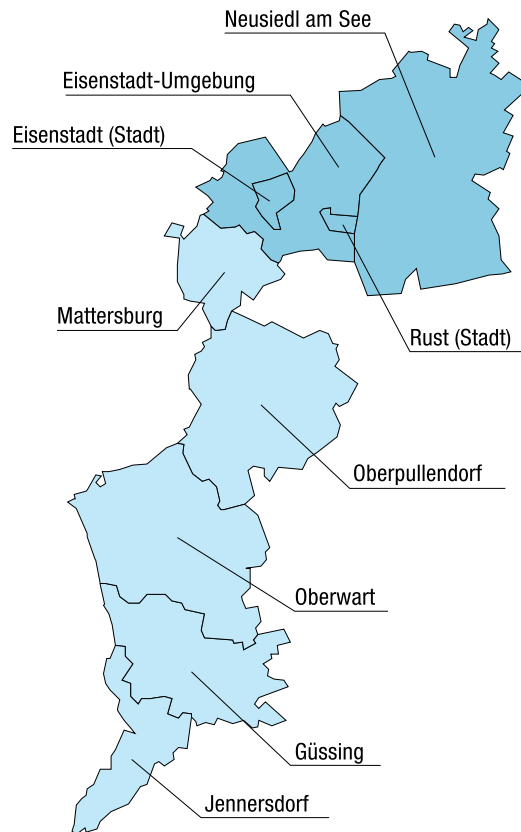 Neusiedl am See
Eisenstadt-Umgebung
Eisenstadt (Stadt)
Mattersburg
Rust (Stadt)
Oberpullendorf
Oberwart
Güssing
Jennersdorf